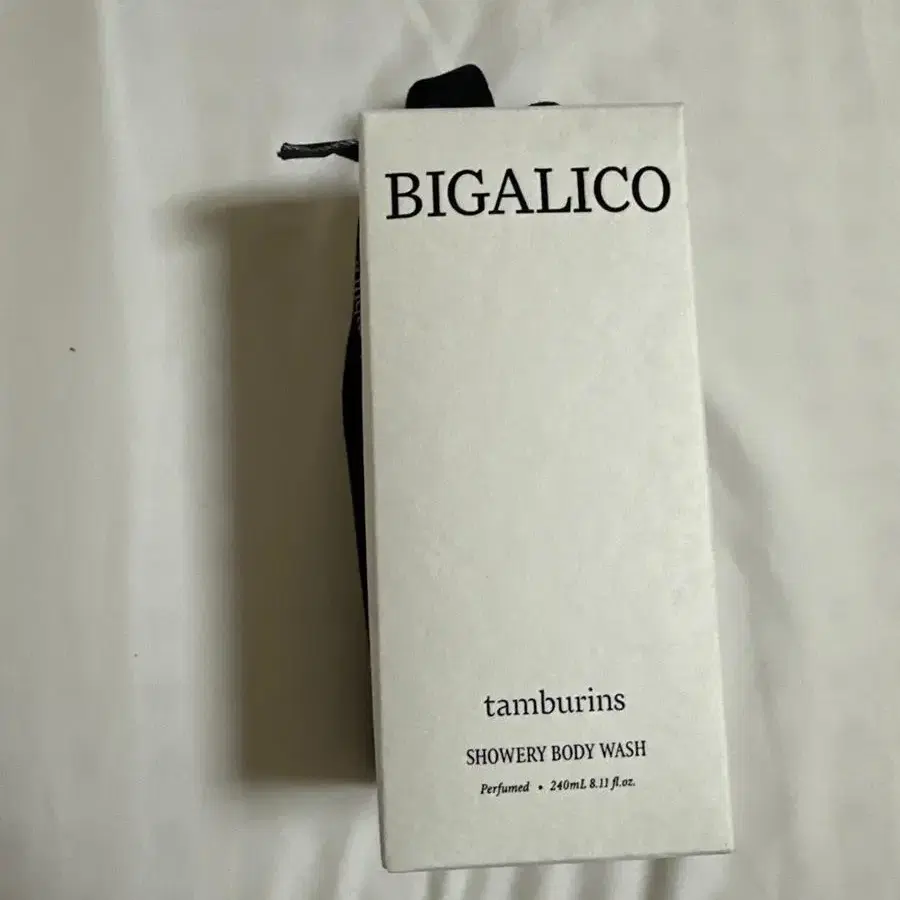 BIGALICO
tamburins
SHOWERY BODY WASH
Perfumed • 240mL 8.11 fl.oz.